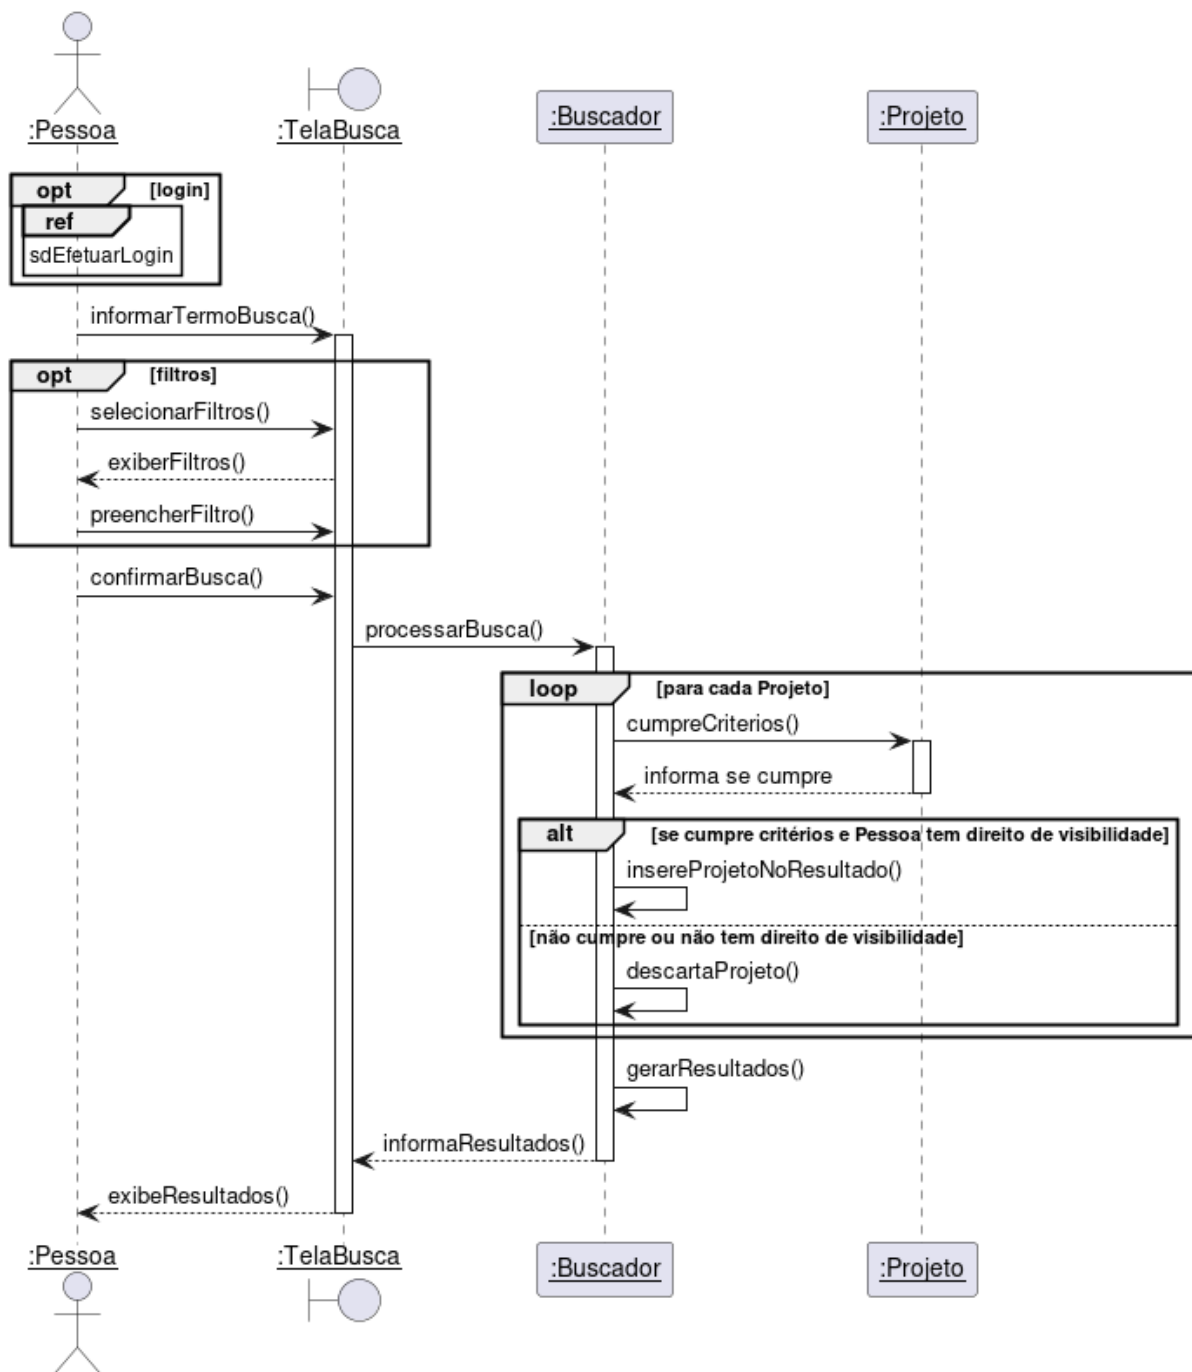 :Pessoa
:TelaBusca
:Buscador
:Projeto
opt
[login]
ref
sdEfetuarLogin
informarTermoBusca()
opt
[filtros]
selecionarFiltros()
exiberFiltros()
preencherFiltro()
confirmarBusca()
processarBusca()
loop
[para cada Projeto]
cumpreCriterios()
informa se cumpre
alt
[se cumpre critérios e Pessoa tem direito de visibilidade]
insereProjetoNoResultado()
[não cumpre ou não tem direito de visibilidade]
descartaProjeto()
gerarResultados()
informaResultados()
exibeResultados()
:Pessoa
:TelaBusca
:Buscador
:Projeto